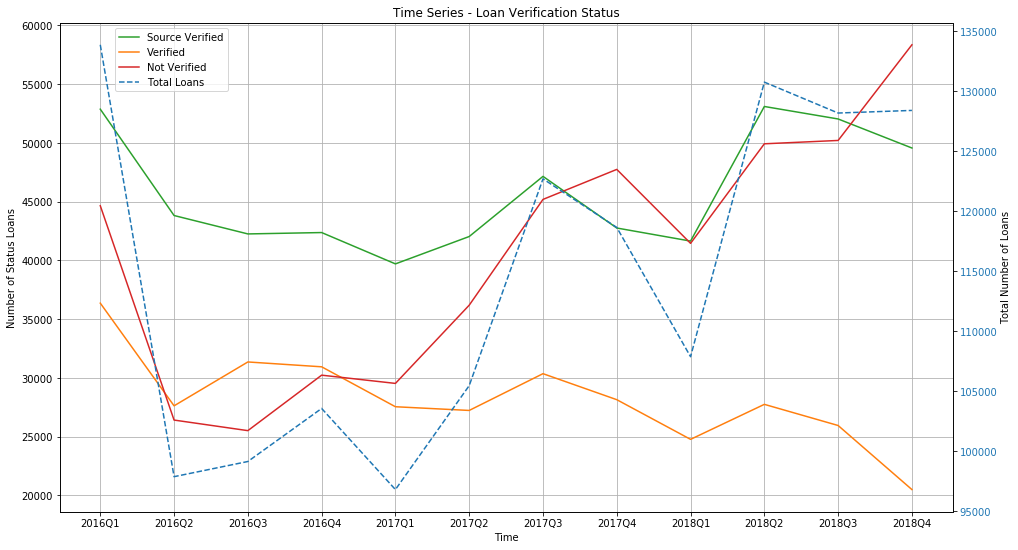 Time Series - Loan Verification Status
Source Verified
Verified
Not Verified
Total Loans
Number of Status Loans
60000
55000
50000
45000
40000
35000
30000
25000
20000
135000
130000
125000
120000
115000
110000
105000
100000
95000
Total Number of Loans
2016Q1 2016Q2 2016Q3 2016Q4 2017Q1 2017Q2 2017Q3 2017Q4 2018Q1 2018Q2 2018Q3 2018Q4
Time